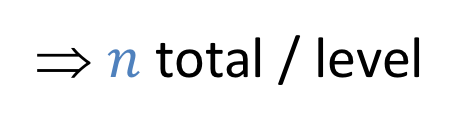 ⟹ n total / level